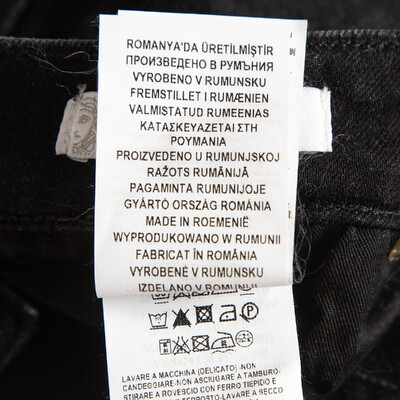 ROMANYA'DA ÜRETİLMİŞTİR
ПРОИЗВЕДЕНО В РУМЪНИЯ
VYROBENO V RUMUNSKU
FREMSTILLET I RUMÆNIEN
VALMISTATUD RUMEENIAS
ΚΑΤΑΣΚΕΥΑΖΕΤΑΙ ΣΤΗ
ΡΟΥΜΑΝΙΑ
PROIZVEDENO U RUMUNJSKOJ
RAŽOTS RUMĀNIJĀ
PAGAMINTA RUMUNIJOJE
GYÁRTÓ ORSZÁG ROMÁNIA
MADE IN ROEMENIË
WYPRODUKOWANO W RUMUNII
FABRICAT ÎN ROMÂNIA
VYROBENÉ V RUMUNSKU
IZDELANO V ROMUNIJI
LAVARE A MACCHINA (DELICATO) -NON
CANDEGGIARE-NON ASCIUGARE A TAMBURO-
STIRARE A ROVESCIO CON FERRO TIEPIDO E